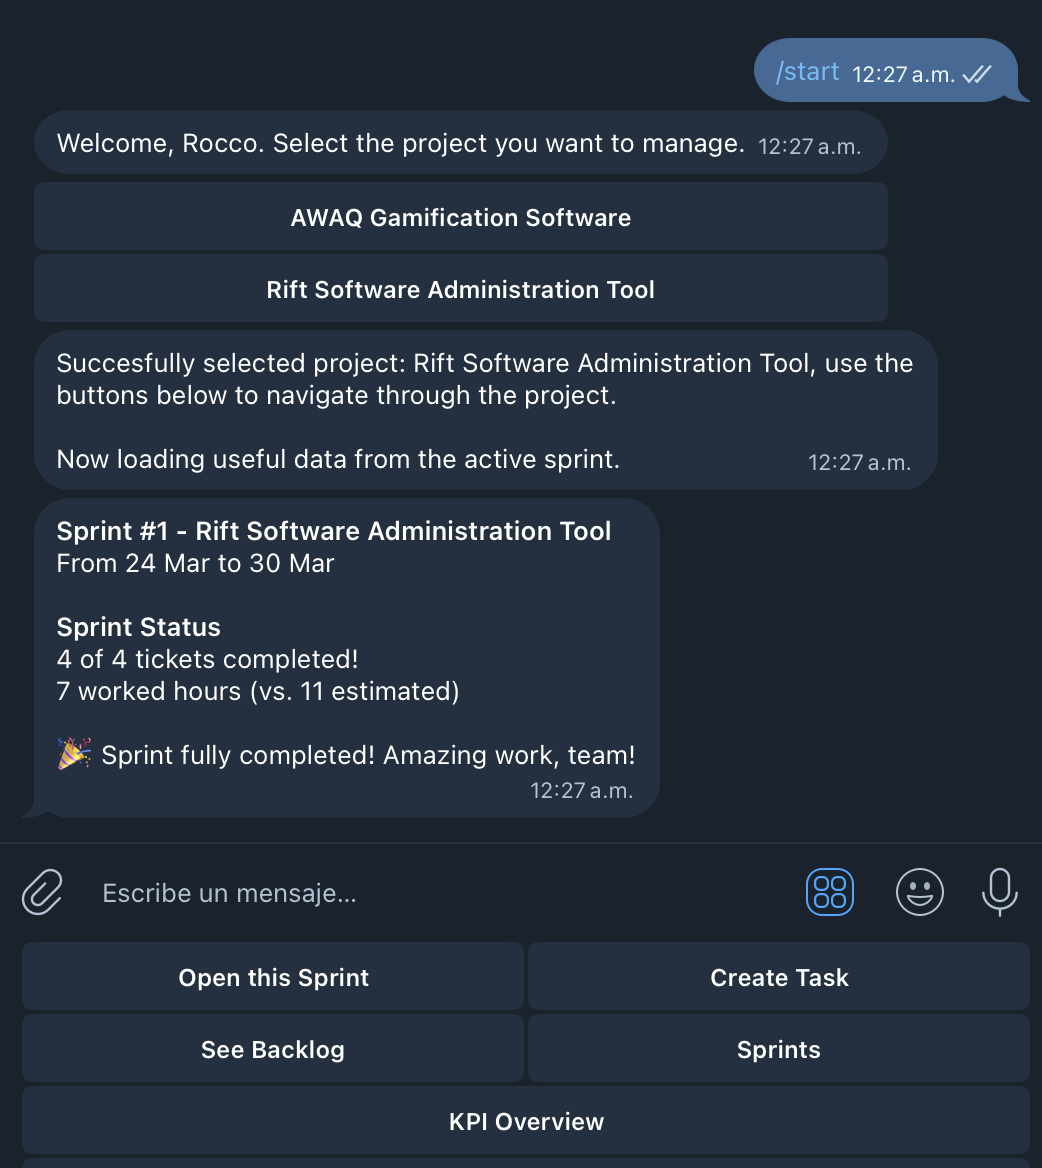 /start 12:27 a.m.
Welcome, Rocco. Select the project you want to manage. 12:27 a.m.
AWAQ Gamification Software
Rift Software Administration Tool
Succesfully selected project: Rift Software Administration Tool, use the
buttons below to navigate through the project.
Now loading useful data from the active sprint. 12:27 a.m.
Sprint #1 - Rift Software Administration Tool
From 24 Mar to 30 Mar
Sprint Status
4 of 4 tickets completed!
7 worked hours (vs. 11 estimated)
🎉 Sprint fully completed! Amazing work, team!
12:27 a.m.
Escribe un mensaje...
Open this Sprint Create Task
See Backlog Sprints
KPI Overview